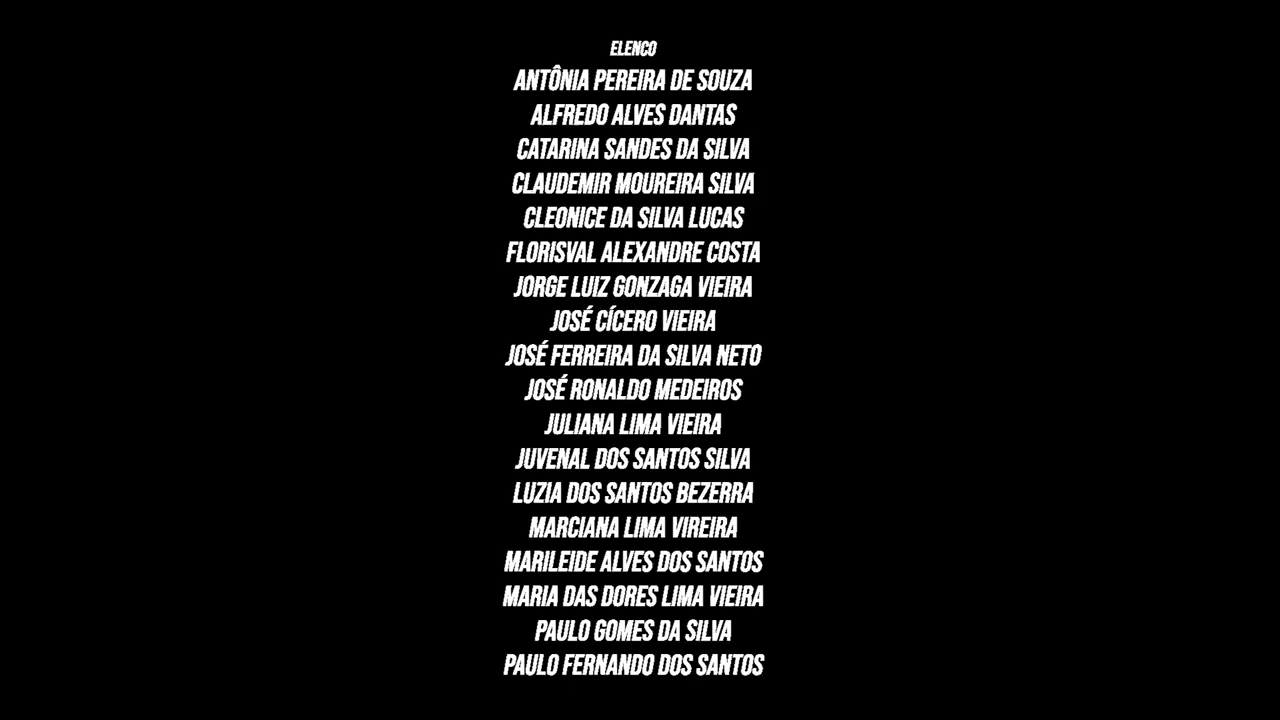 ELENCO
ANTÔNIA PEREIRA DE SOUZA
ALFREDO ALVES DANTAS
CATARINA SANDES DA SILVA
CLAUDEMIR MOUREIRA SILVA
CLEONICE DA SILVA LUCAS
FLORISVAL ALEXANDRE COSTA
JORGE LUIZ GONZAGA VIEIRA
JOSÉ CÍCERO VIEIRA
JOSÉ FERREIRA DA SILVA NETO
JOSÉ RONALDO MEDEIROS
JULIANA LIMA VIEIRA
JUVENAL DOS SANTOS SILVA
LUZIA DOS SANTOS BEZERRA
MARCIANA LIMA VIREIRA
MARILEIDE ALVES DOS SANTOS
MARIA DAS DORES LIMA VIEIRA
PAULO GOMES DA SILVA
PAULO FERNANDO DOS SANTOS